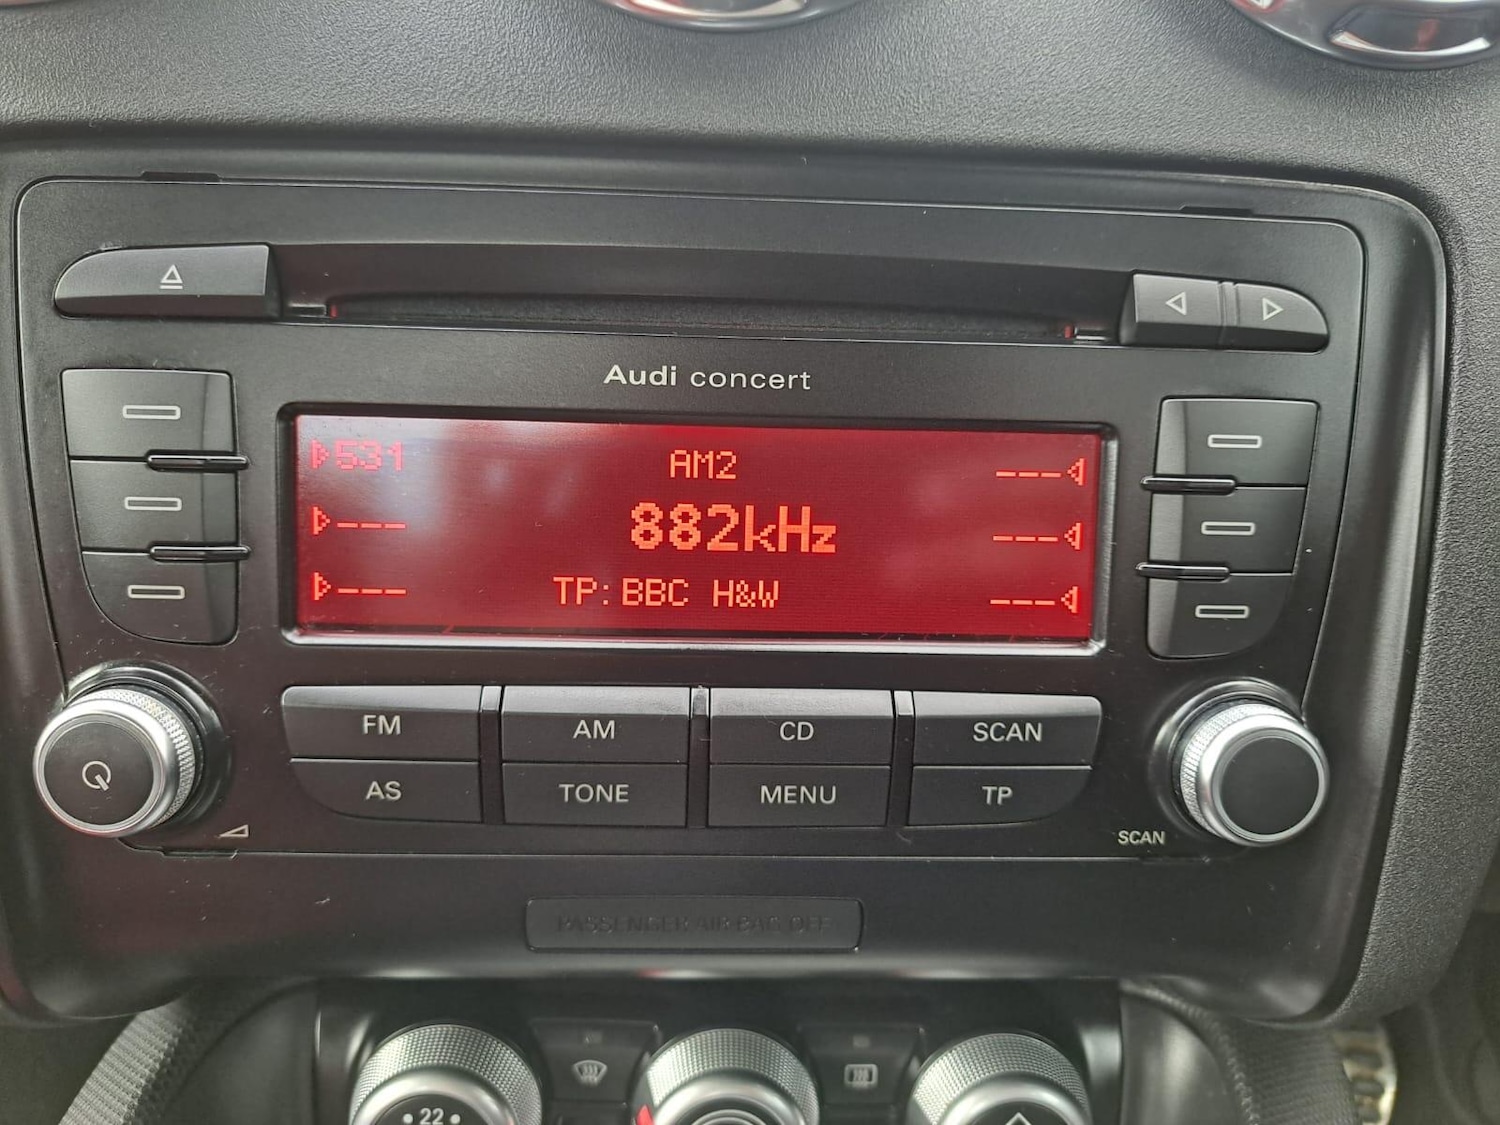 Audi concert
531 AM2 ---
--- 882kHz ---
--- TP: BBC H&W ---
FM AM CD SCAN
AS TONE MENU TP
SCAN
PASSENGER AIR BAG OFF
• 22 •